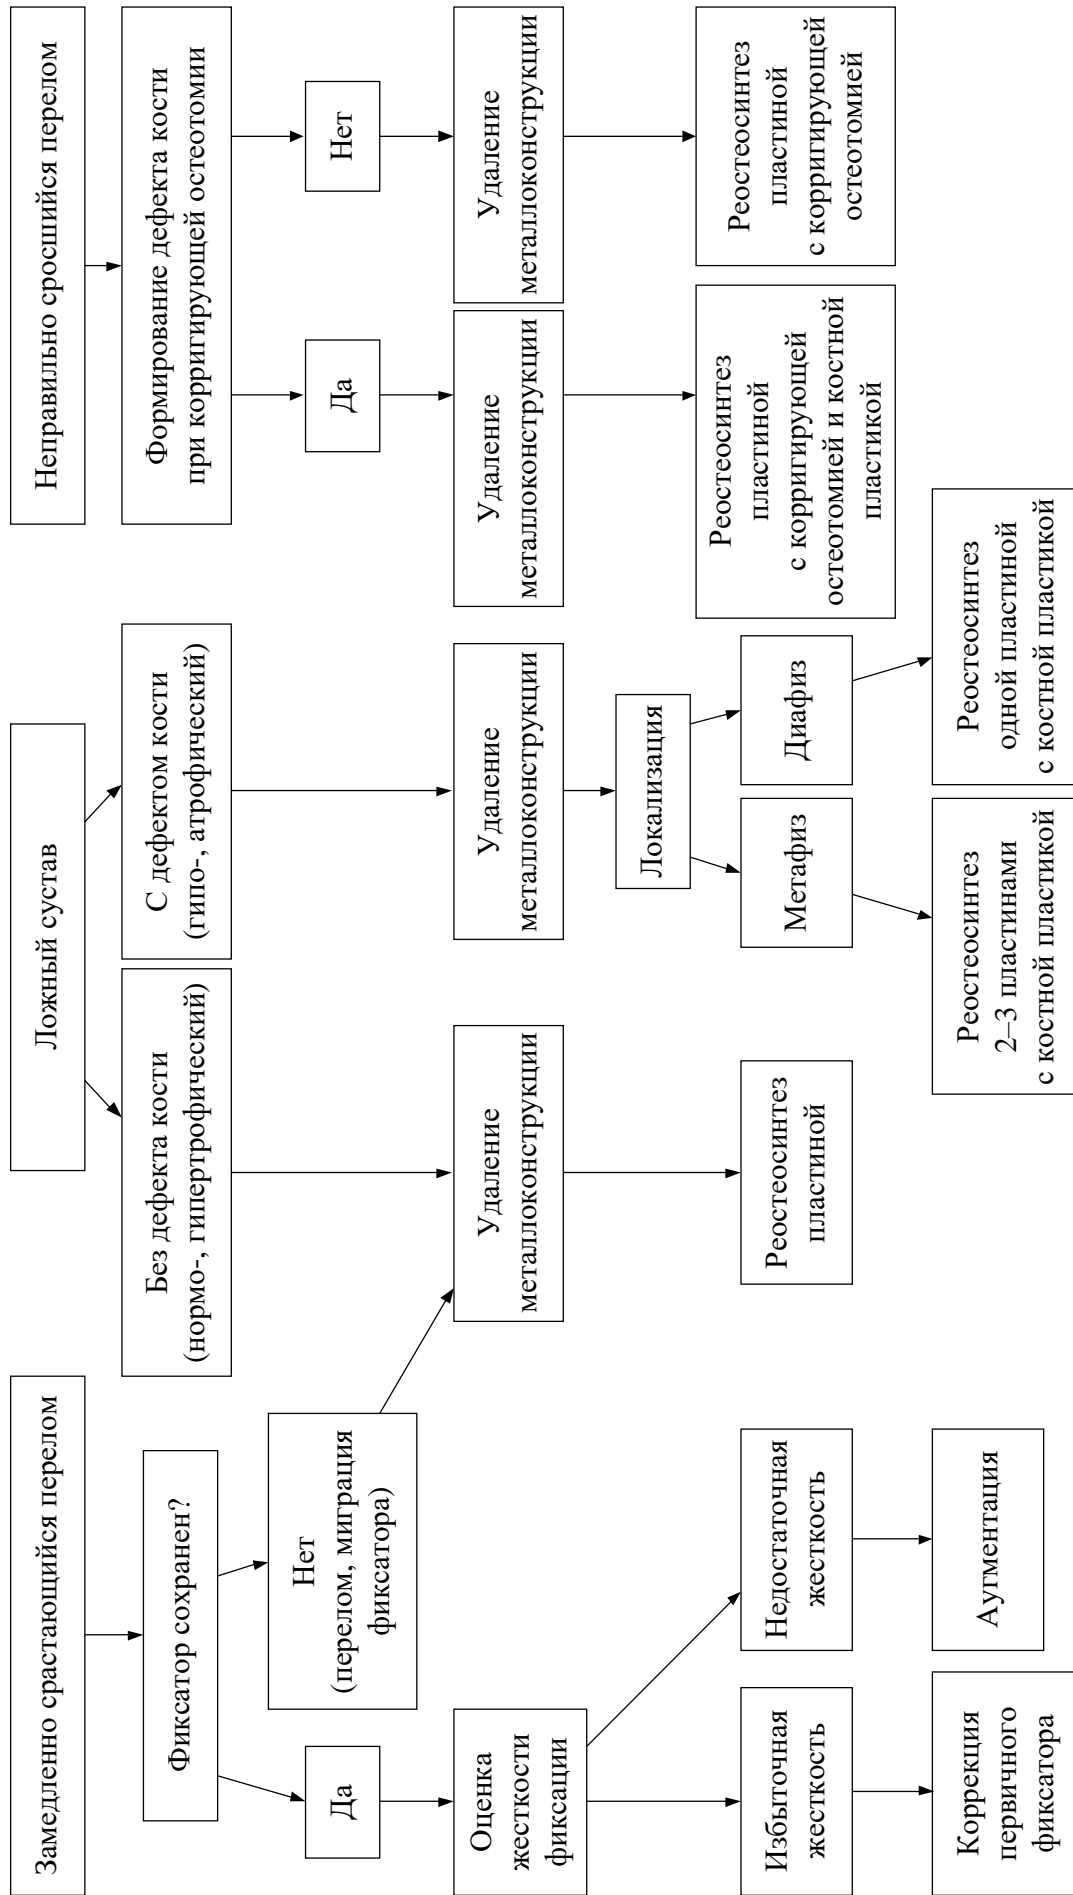 Замедленно срастающийся перелом
Фиксатор сохранен?
Да
Оценка
жесткости
фиксации
Избыточная
жесткость
Коррекция
первичного
фиксатора
Недостаточная
жесткость
Аугментация
Нет
(перелом, миграция
фиксатора)
Ложный сустав
Без дефекта кости
(нормо-, гипертрофический)
Удаление
металлоконструкции
Реостеосинтез
пластиной
С дефектом кости
(гипо-, атрофический)
Удаление
металлоконструкции
Локализация
Метафиз
Реостеосинтез
2–3 пластинами
с костной пластикой
Диафиз
Реостеосинтез
одной пластиной
с костной пластикой
Неправильно сросшийся перелом
Формирование дефекта кости
при корригирующей остеотомии
Да
Удаление
металлоконструкции
Реостеосинтез
пластиной
с корригирующей
остеотомией и костной
пластикой
Нет
Удаление
металлоконструкции
Реостеосинтез
пластиной
с корригирующей
остеотомией